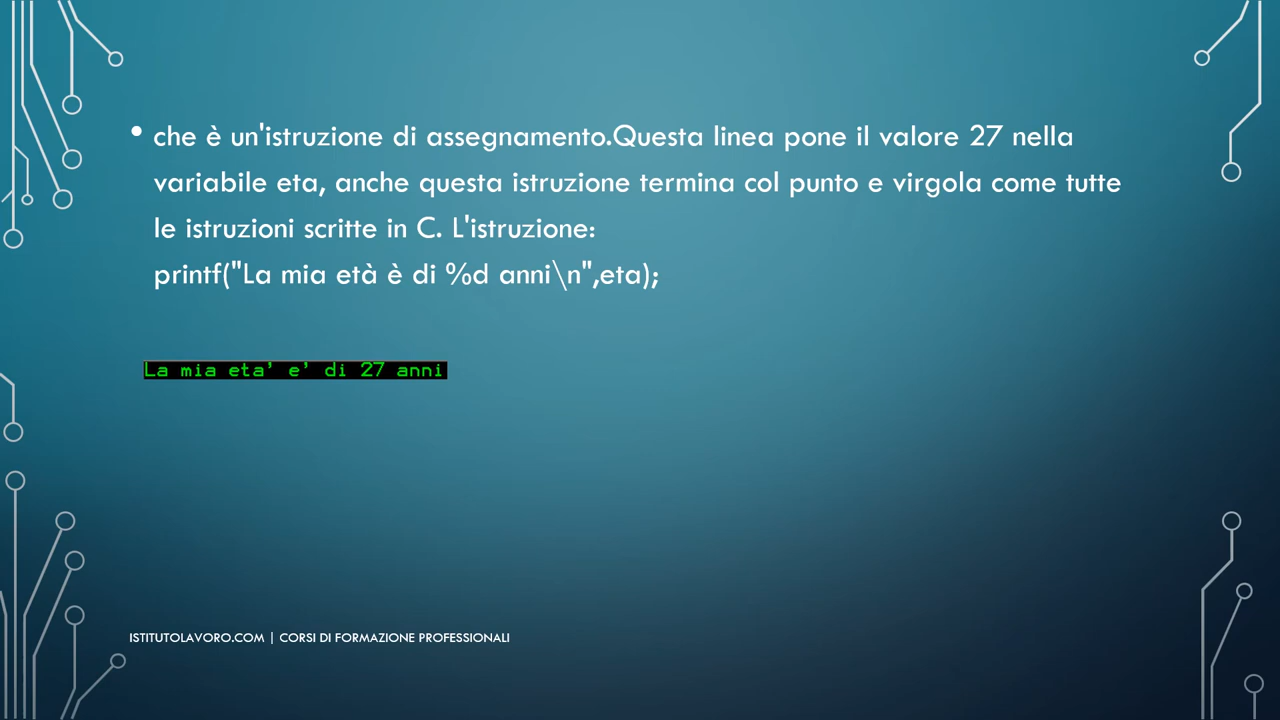 • che è un'istruzione di assegnamento.Questa linea pone il valore 27 nella
variabile eta, anche questa istruzione termina col punto e virgola come tutte
le istruzioni scritte in C. L'istruzione:
printf("La mia età è di %d anni\n",eta);
La mia eta' e' di 27 anni
ISTITUTOLAVORO.COM | CORSI DI FORMAZIONE PROFESSIONALI